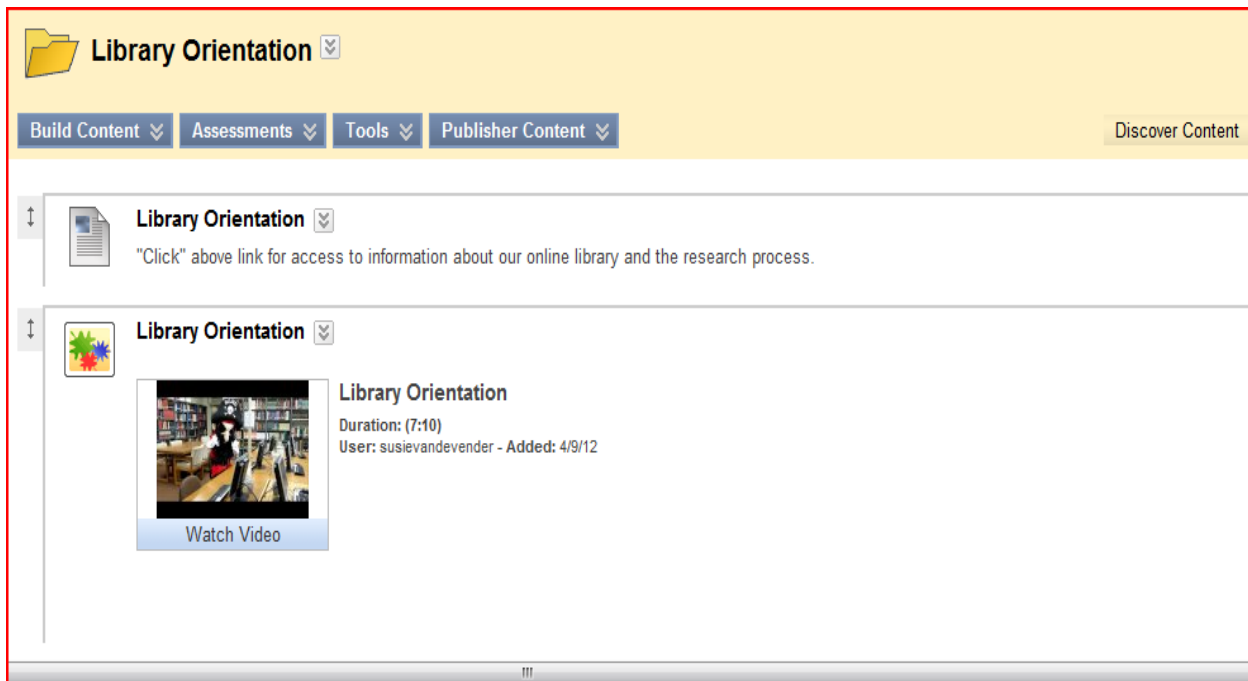 Library Orientation
Build Content Assessments Tools Publisher Content Discover Content
Library Orientation
"Click" above link for access to information about our online library and the research process.
Library Orientation
Library Orientation
Duration: (7:10)
User: susievandevender - Added: 4/9/12
Watch Video